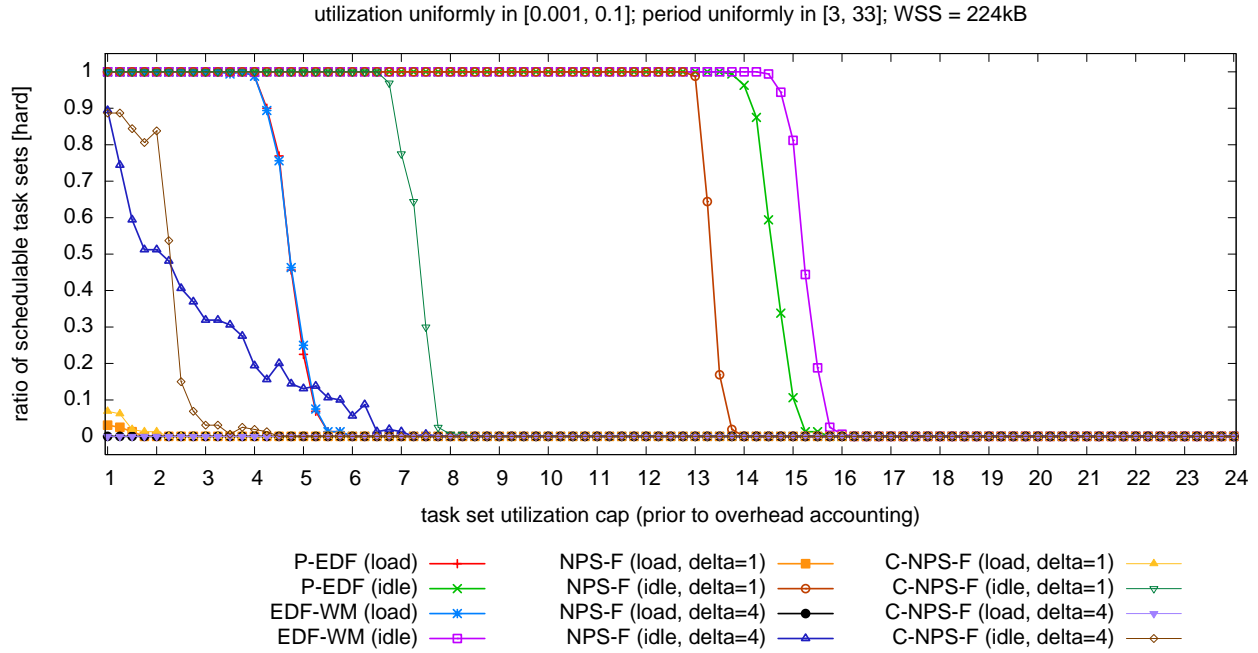 utilization uniformly in [0.001, 0.1]; period uniformly in [3, 33]; WSS = 224kB
ratio of schedulable task sets [hard]
1
0.9
0.8
0.7
0.6
0.5
0.4
0.3
0.2
0.1
0
1 2 3 4 5 6 7 8 9 10 11 12 13 14 15 16 17 18 19 20 21 22 23 24
task set utilization cap (prior to overhead accounting)
P-EDF (load) NPS-F (load, delta=1) C-NPS-F (load, delta=1)
P-EDF (idle) NPS-F (idle, delta=1) C-NPS-F (idle, delta=1)
EDF-WM (load) NPS-F (load, delta=4) C-NPS-F (load, delta=4)
EDF-WM (idle) NPS-F (idle, delta=4) C-NPS-F (idle, delta=4)